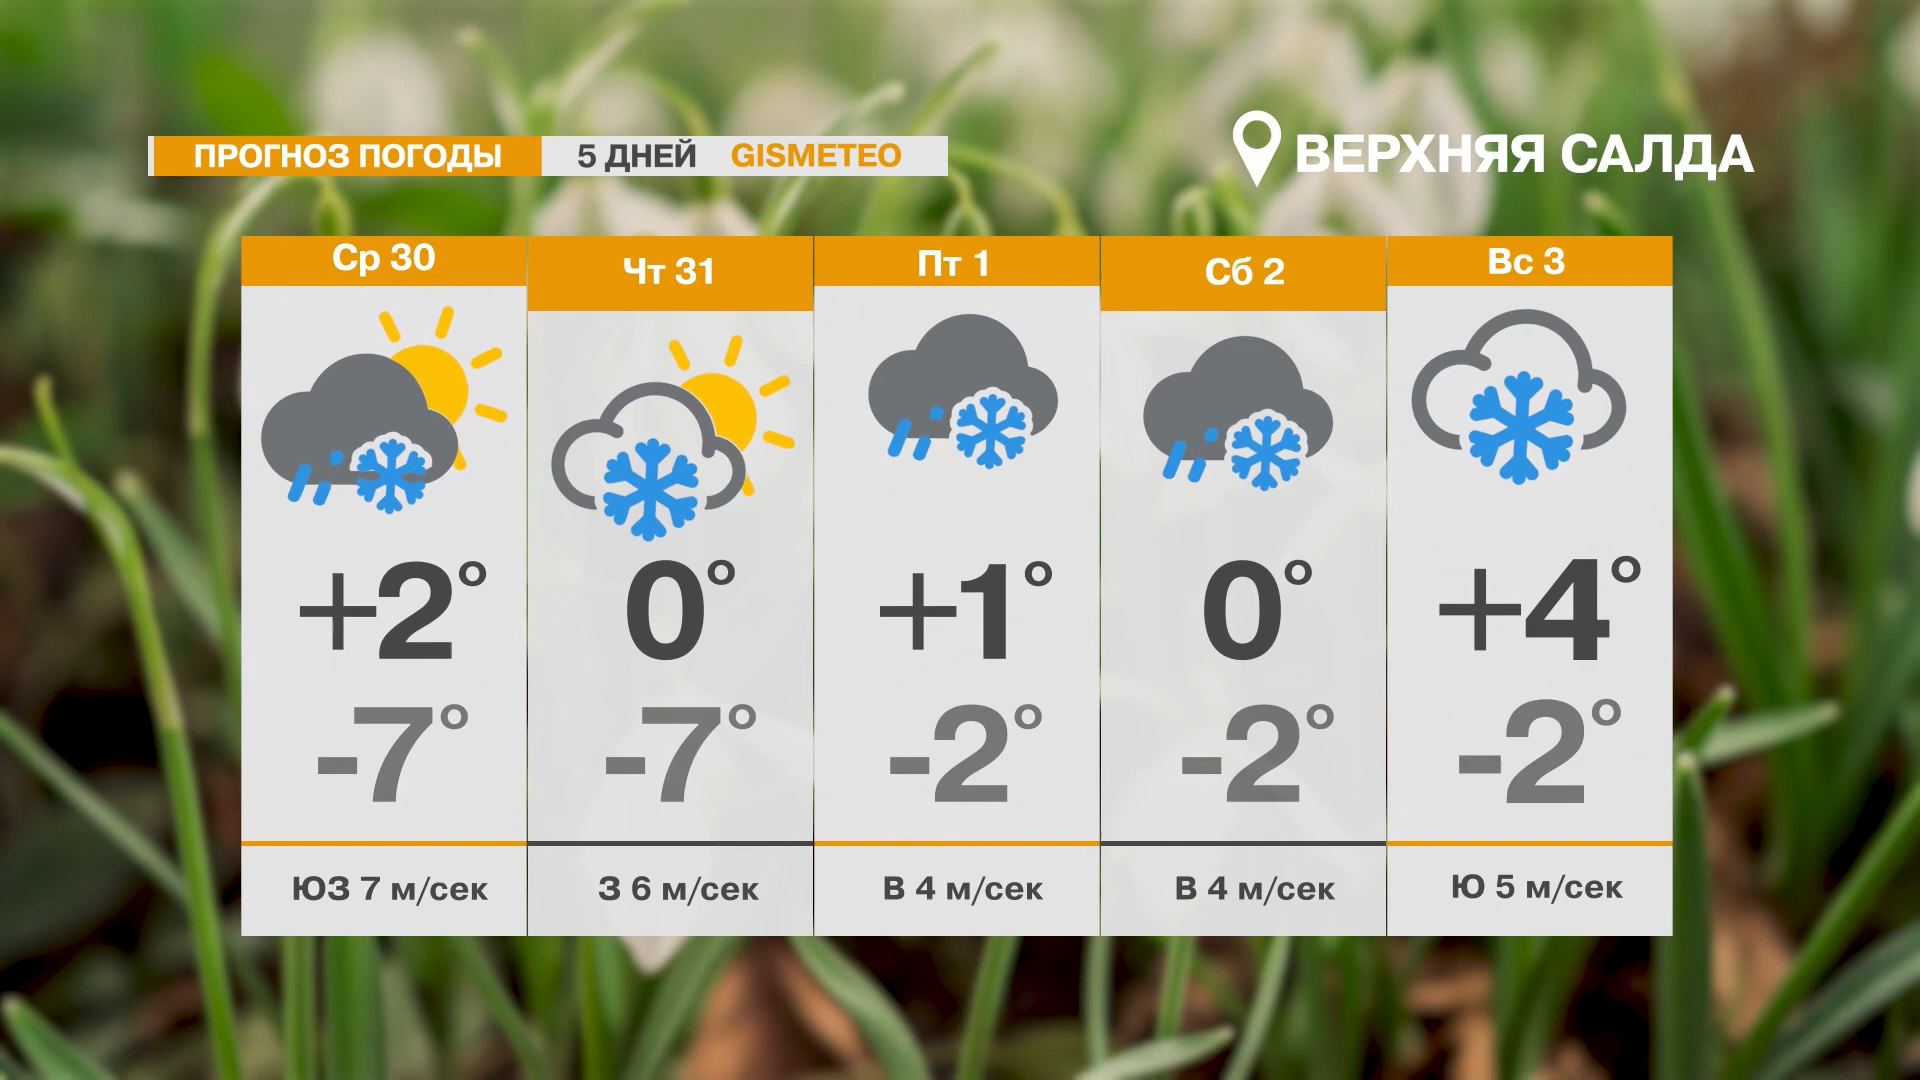 ПРОГНОЗ ПОГОДЫ 5 ДНЕЙ GISMETEO
ВЕРХНЯЯ САЛДА
Ср 30 Чт 31 Пт 1 Сб 2 Вс 3
+2° 0° +1° 0° +4°
-7° -7° -2° -2° -2°
ЮЗ 7 м/сек З 6 м/сек В 4 м/сек В 4 м/сек Ю 5 м/сек